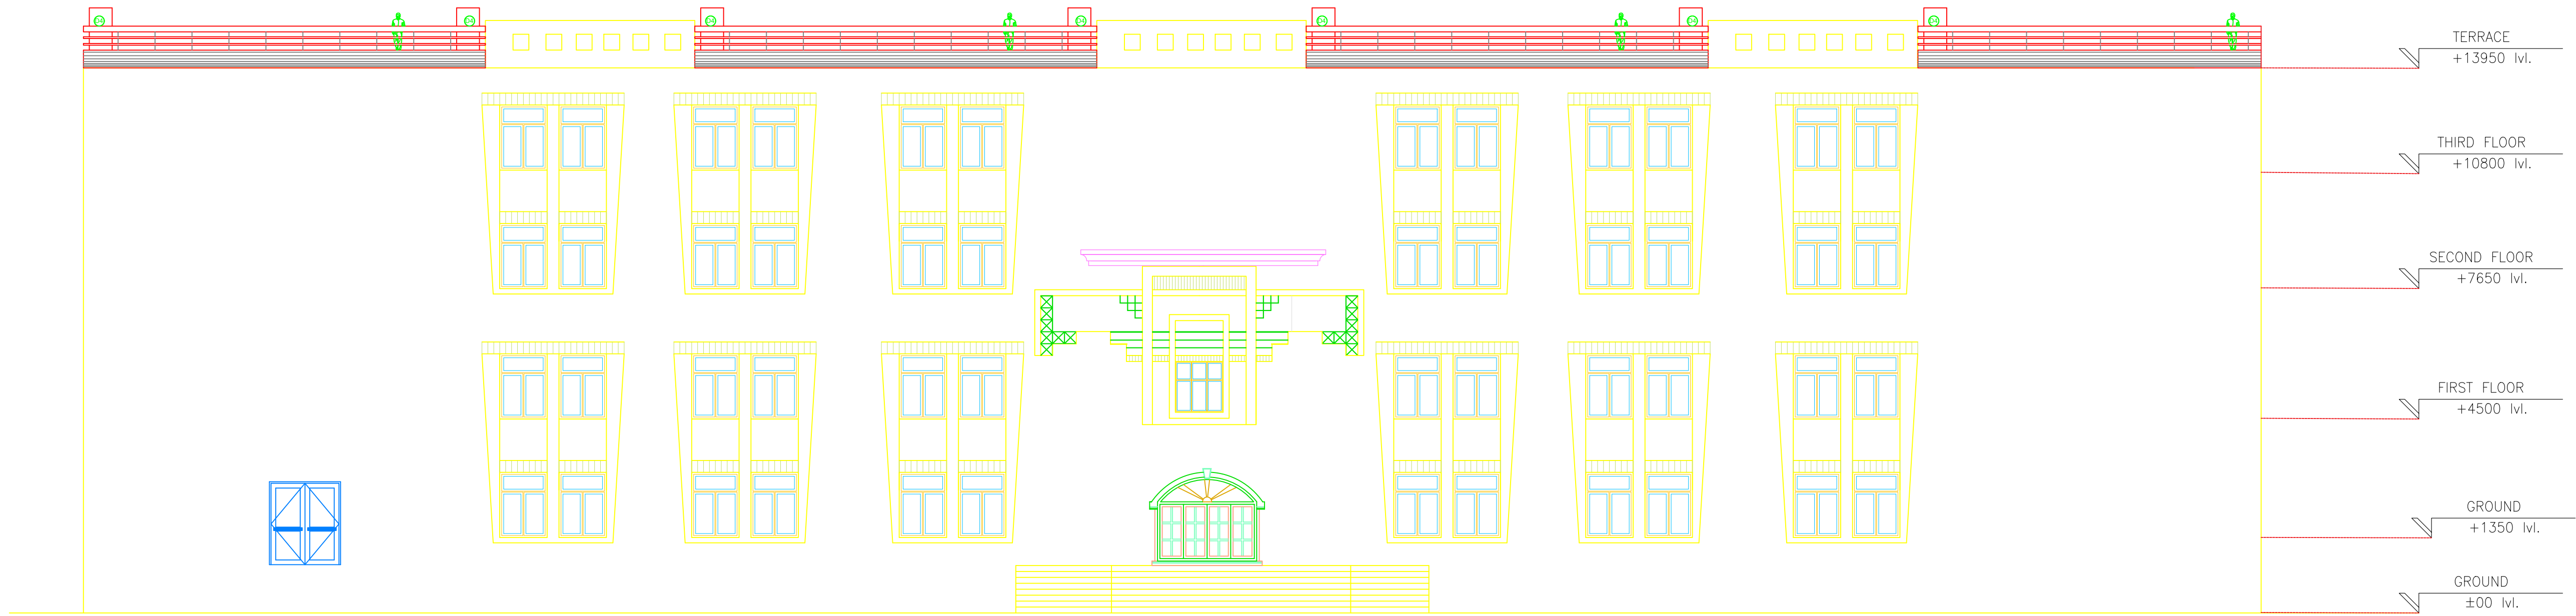 TERRACE
+13950 lvl.
THIRD FLOOR
+10800 lvl.
SECOND FLOOR
+7650 lvl.
FIRST FLOOR
+4500 lvl.
GROUND
+1350 lvl.
GROUND
±00 lvl.